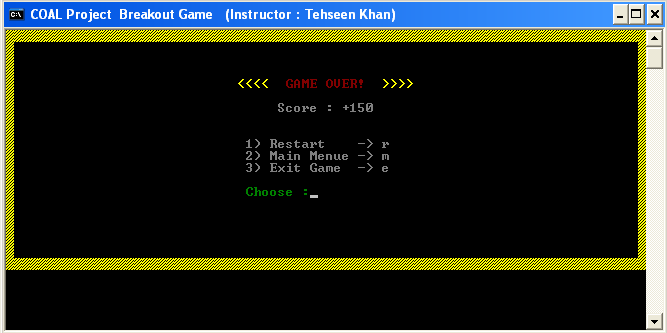 COAL Project  Breakout Game   (Instructor : Tehseen Khan)
<<<<  GAME OVER!  >>>>
Score : +150
1) Restart    -> r
2) Main Menue -> m
3) Exit Game  -> e
Choose :_